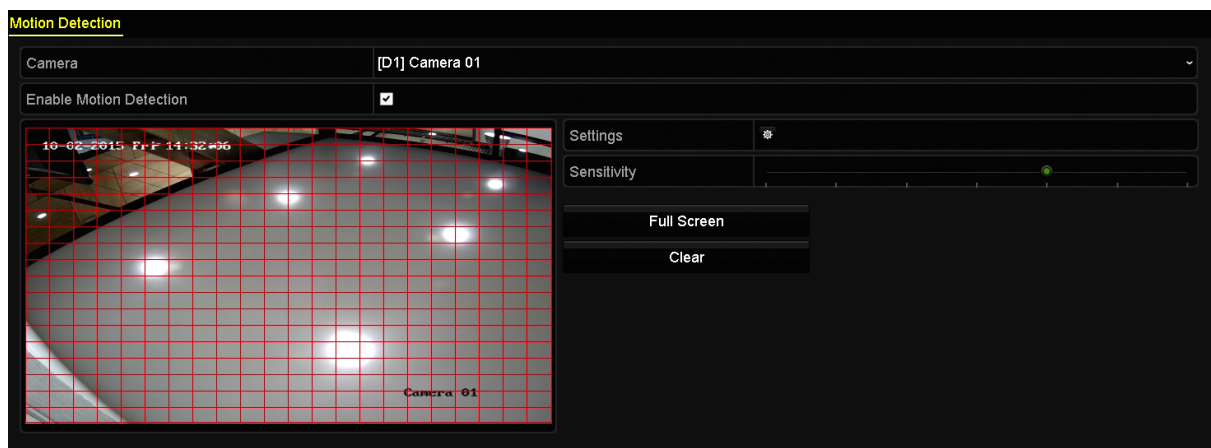 Motion Detection
Camera
[D1] Camera 01
Enable Motion Detection
10-02-2015 Fri 14:32:06
Settings
Sensitivity
Full Screen
Clear
Camera 01